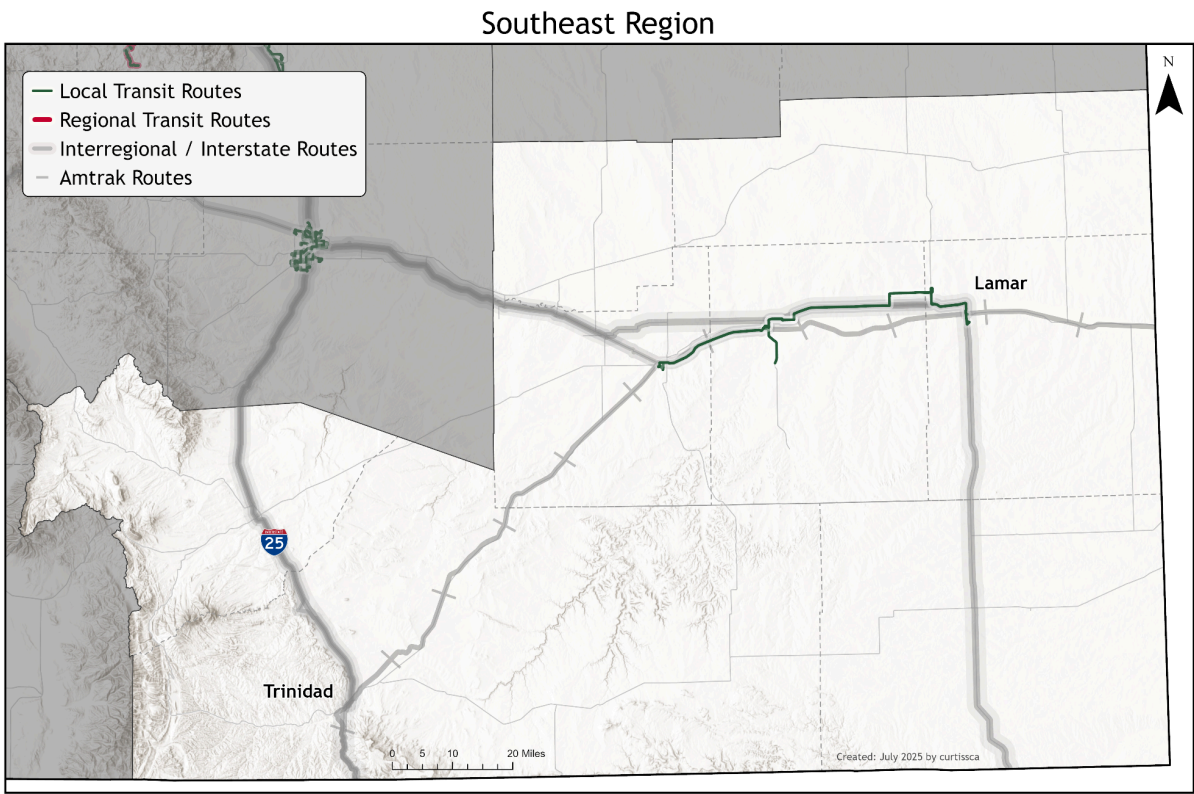 Southeast Region
N
Local Transit Routes
Regional Transit Routes
Interregional / Interstate Routes
Amtrak Routes
Lamar
25
Trinidad
0 5 10 20 Miles
Created: July 2025 by curtissca